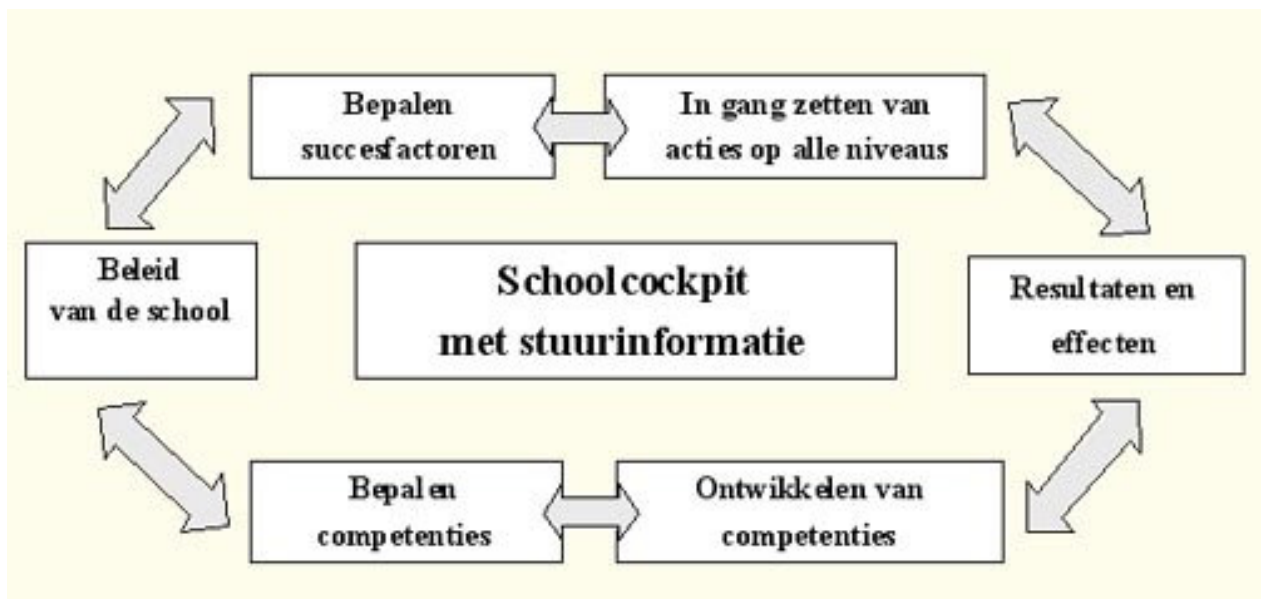 Bepalen
succesfactoren
In gang zetten van
acties op alle niveaus
Beleid
van de school
Schoolcockpit
met stuurinformatie
Resultaten en
effecten
Bepalen
competenties
Ontwikkelen van
competenties